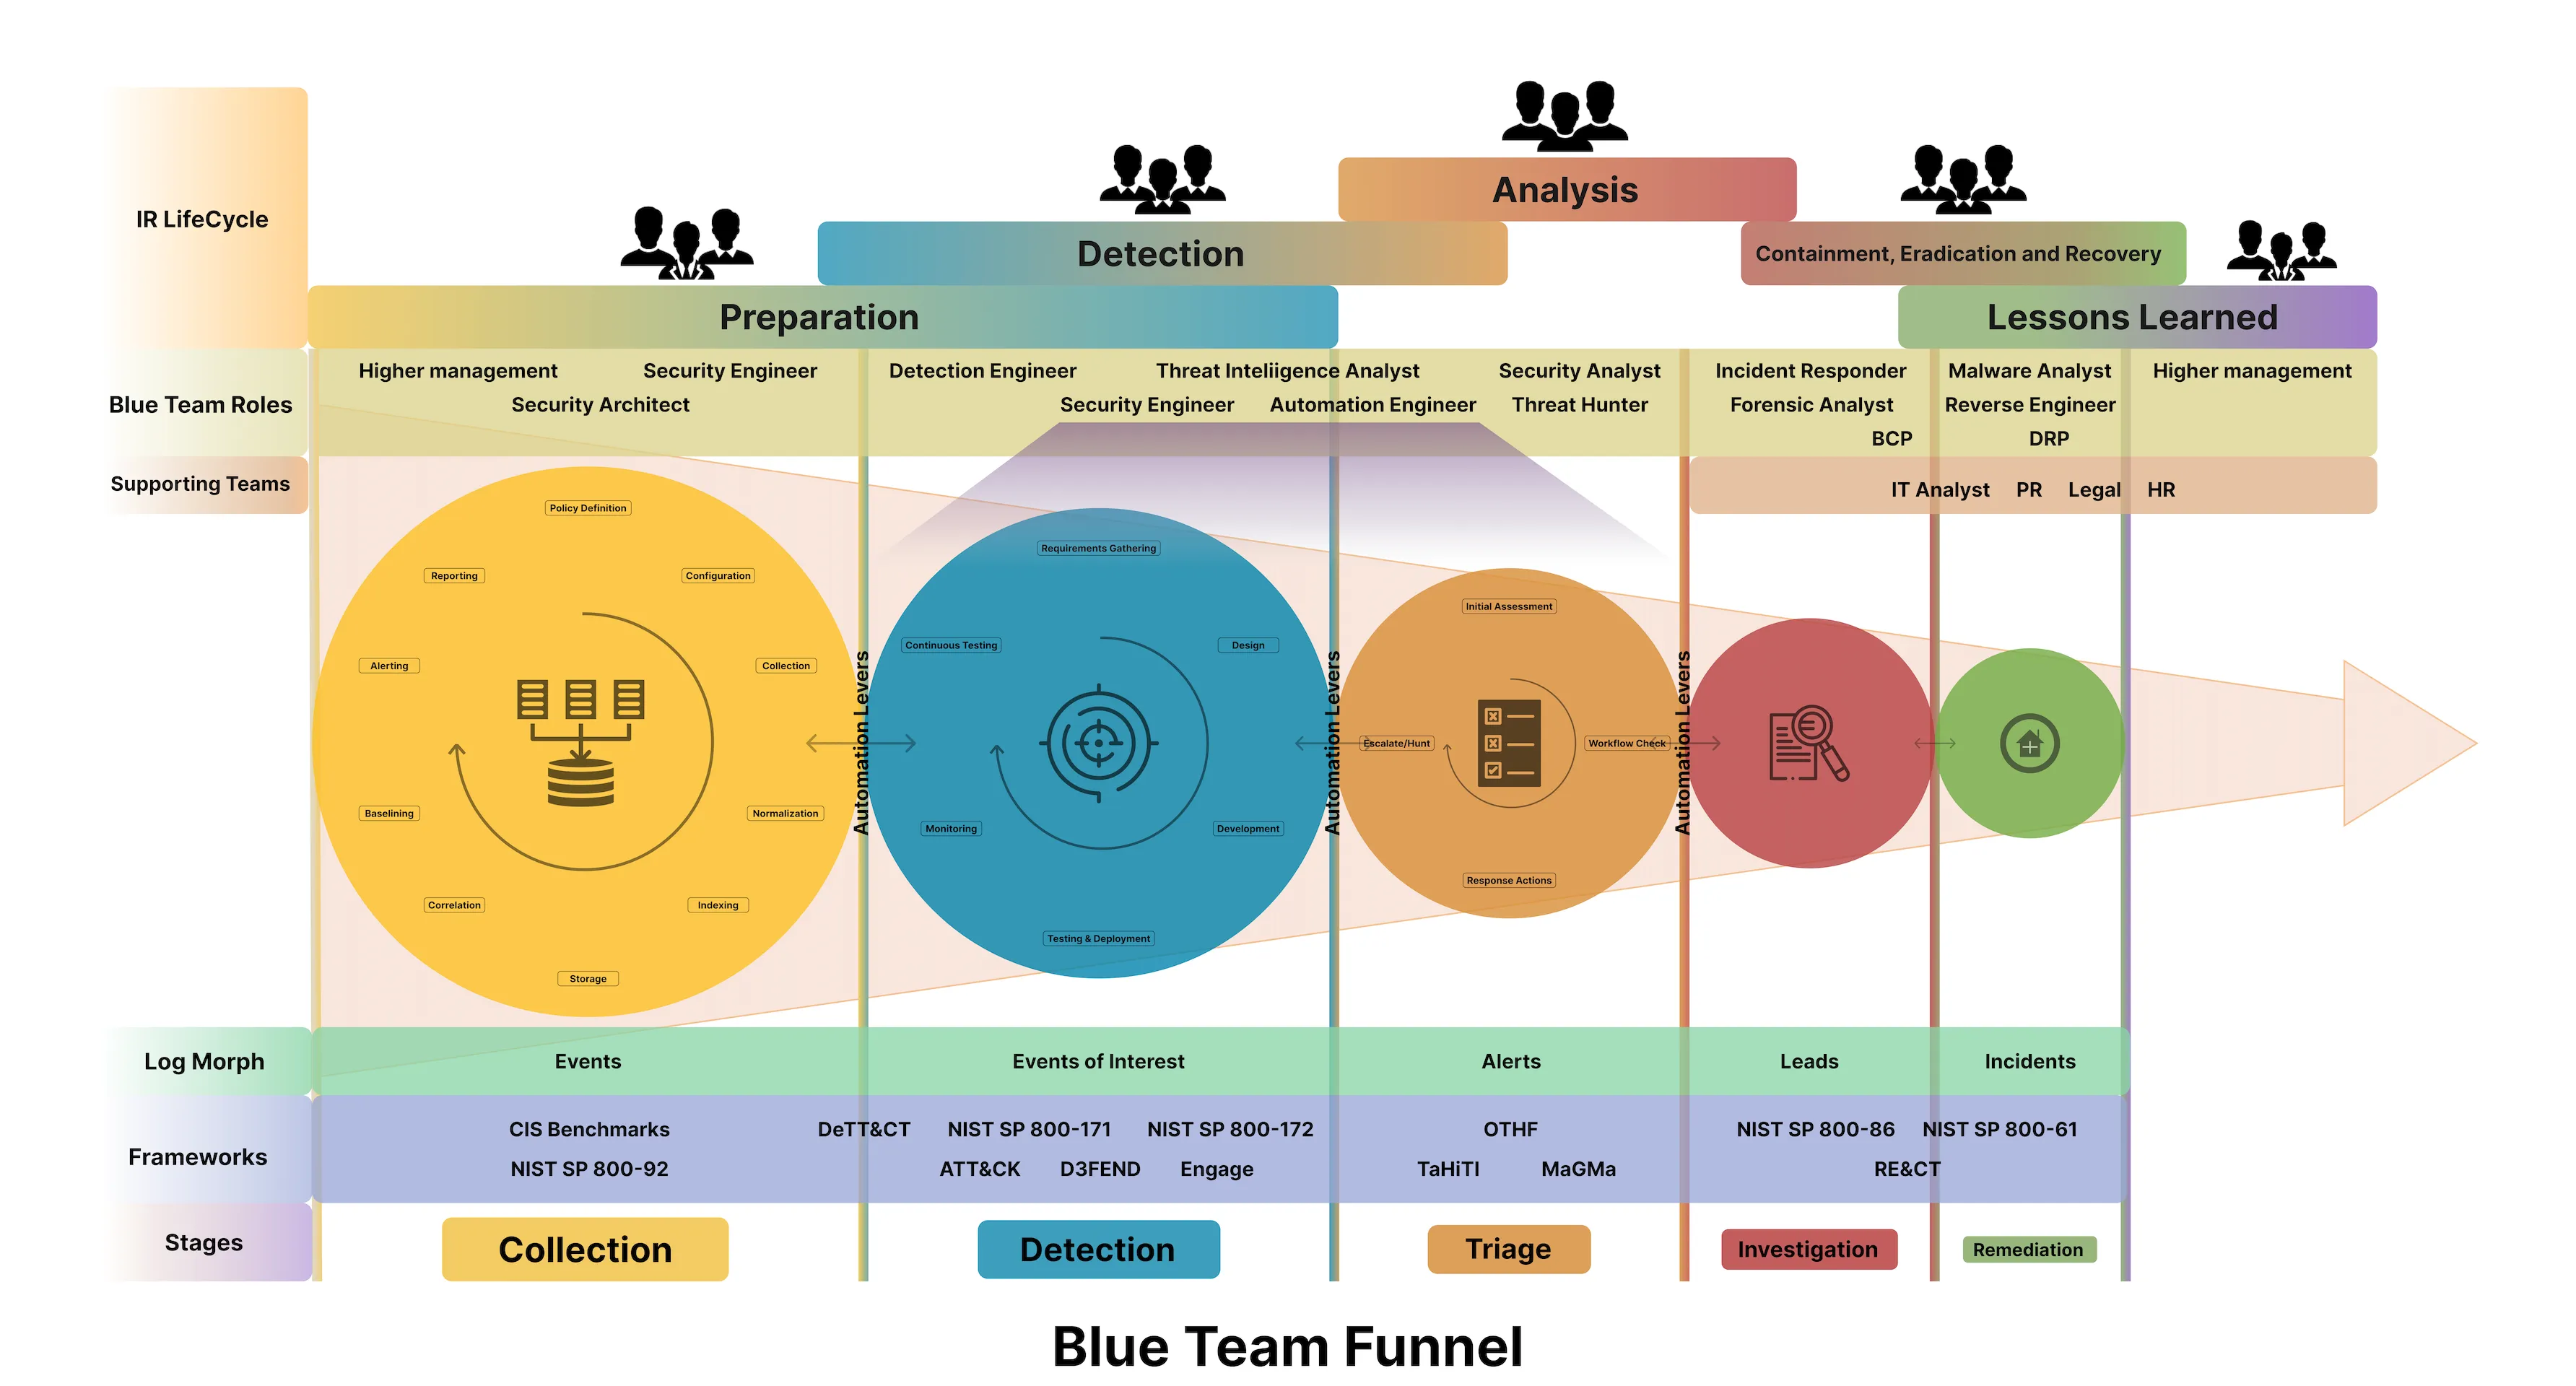 Analysis
IR LifeCycle
Detection
Containment, Eradication and Recovery
Preparation
Lessons Learned
Blue Team Roles
Higher management
Security Engineer
Security Architect
Detection Engineer
Threat Inteliigence Analyst
Security Engineer
Automation Engineer
Security Analyst
Threat Hunter
Incident Responder
Forensic Analyst
BCP
Malware Analyst
Reverse Engineer
DRP
Higher management
Supporting Teams
IT Analyst
PR
Legal
HR
Policy Definition
Configuration
Collection
Normalization
Indexing
Storage
Correlation
Baselining
Alerting
Reporting
Automation Levers
Requirements Gathering
Design
Development
Testing & Deployment
Monitoring
Continuous Testing
Automation Levers
Initial Assessment
Workflow Check
Response Actions
Escalate/Hunt
Automation Levers
Log Morph
Events
Events of Interest
Alerts
Leads
Incidents
Frameworks
CIS Benchmarks
NIST SP 800-92
DeTT&CT
NIST SP 800-171
NIST SP 800-172
ATT&CK
D3FEND
Engage
OTHF
TaHiTI
MaGMa
NIST SP 800-86
NIST SP 800-61
RE&CT
Stages
Collection
Detection
Triage
Investigation
Remediation
Blue Team Funnel